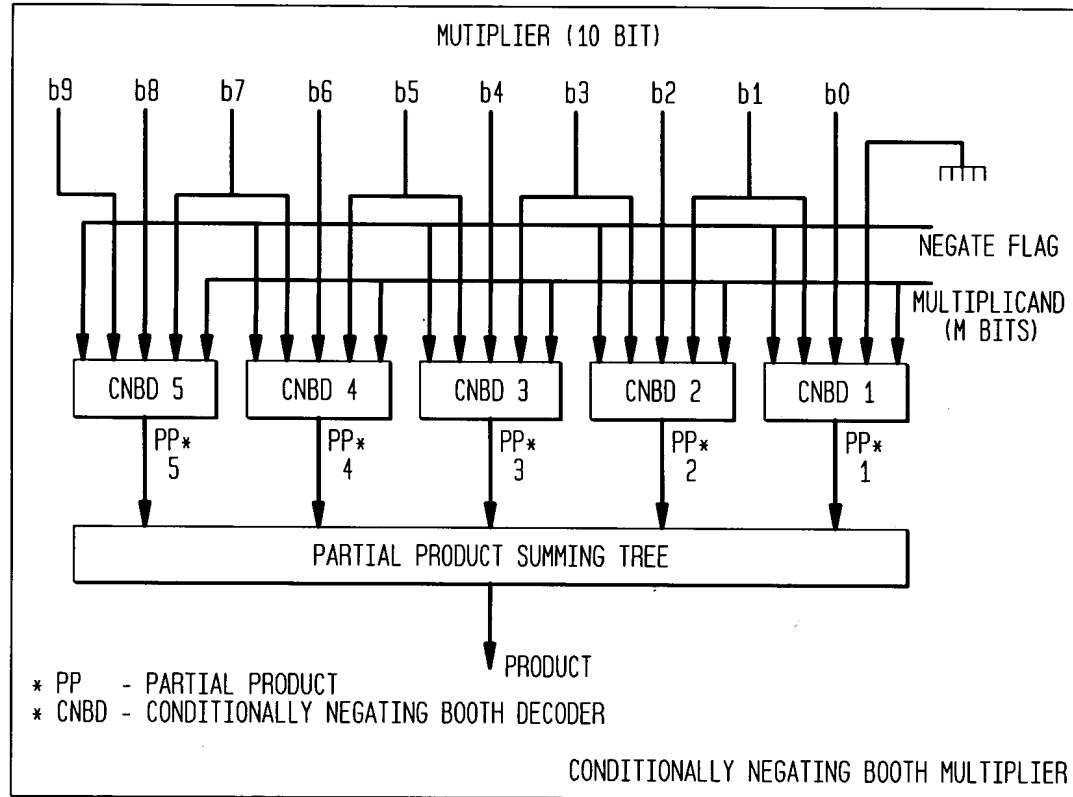 MUTIPLIER (10 BIT)
b9 b8 b7 b6 b5 b4 b3 b2 b1 b0
NEGATE FLAG
MULTIPLICAND
(M BITS)
CNBD 5 CNBD 4 CNBD 3 CNBD 2 CNBD 1
PP* PP* PP* PP* PP*
5 4 3 2 1
PARTIAL PRODUCT SUMMING TREE
PRODUCT
* PP - PARTIAL PRODUCT
* CNBD - CONDITIONALLY NEGATING BOOTH DECODER
CONDITIONALLY NEGATING BOOTH MULTIPLIER